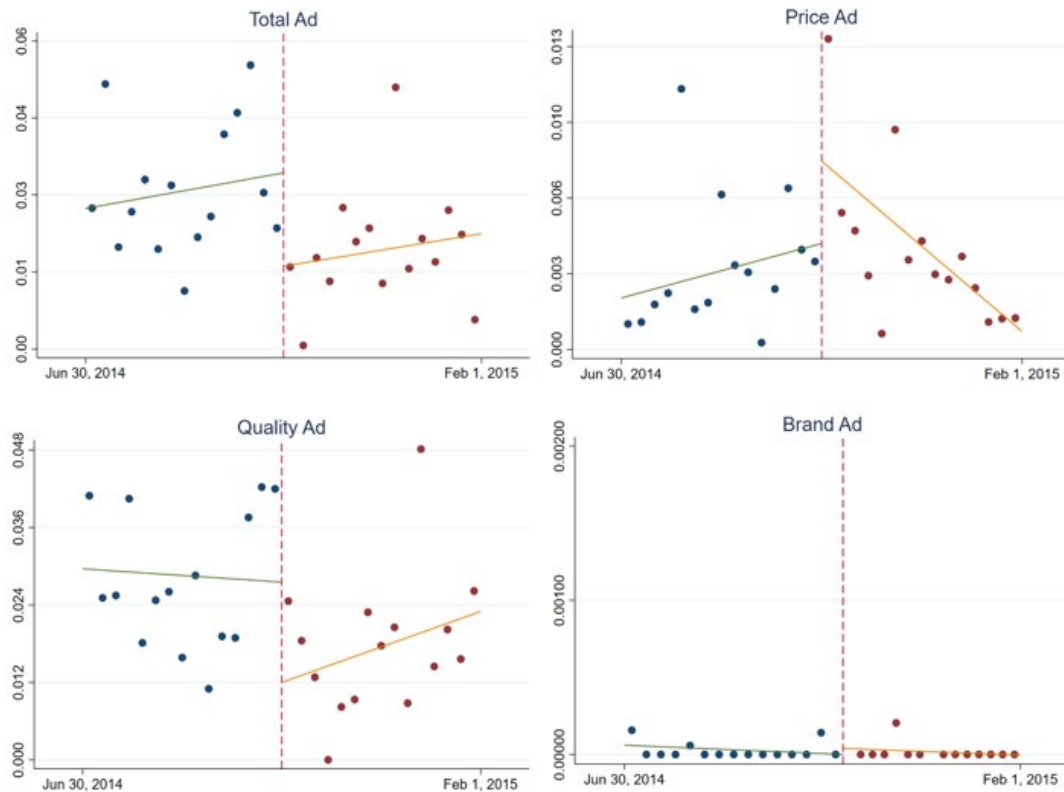 Total Ad
0.06
0.04
0.03
0.01
0.00
Jun 30, 2014
Feb 1, 2015
Price Ad
0.013
0.010
0.006
0.003
0.000
Jun 30, 2014
Feb 1, 2015
Quality Ad
0.048
0.036
0.024
0.012
0.000
Jun 30, 2014
Feb 1, 2015
Brand Ad
0.00200
0.00100
0.00000
Jun 30, 2014
Feb 1, 2015